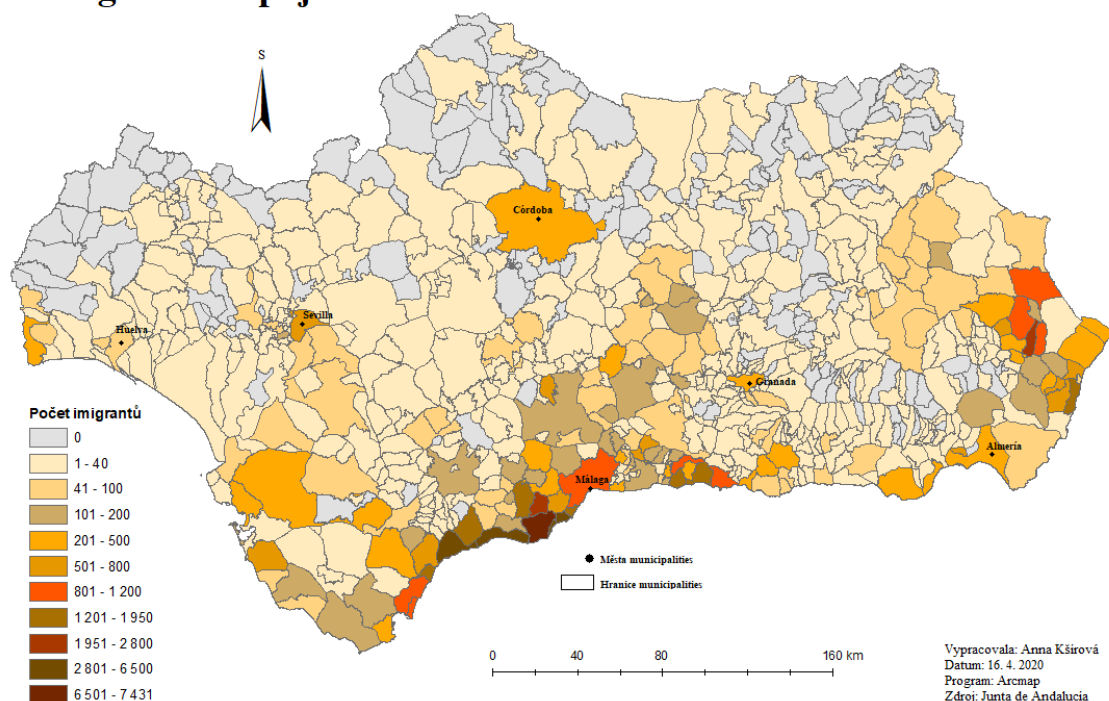 S
Córdoba
Sevilla
Huelva
Granada
Počet imigrantů
0
1 - 40
41 - 100
101 - 200
201 - 500
501 - 800
801 - 1 200
1 201 - 1 950
1 951 - 2 800
2 801 - 6 500
6 501 - 7 431
Almería
Málaga
Města municipalities
Hranice municipalities
0 40 80 160 km
Vypracovala: Anna Kšírová
Datum: 16. 4. 2020
Program: Arcmap
Zdroj: Junta de Andalucía